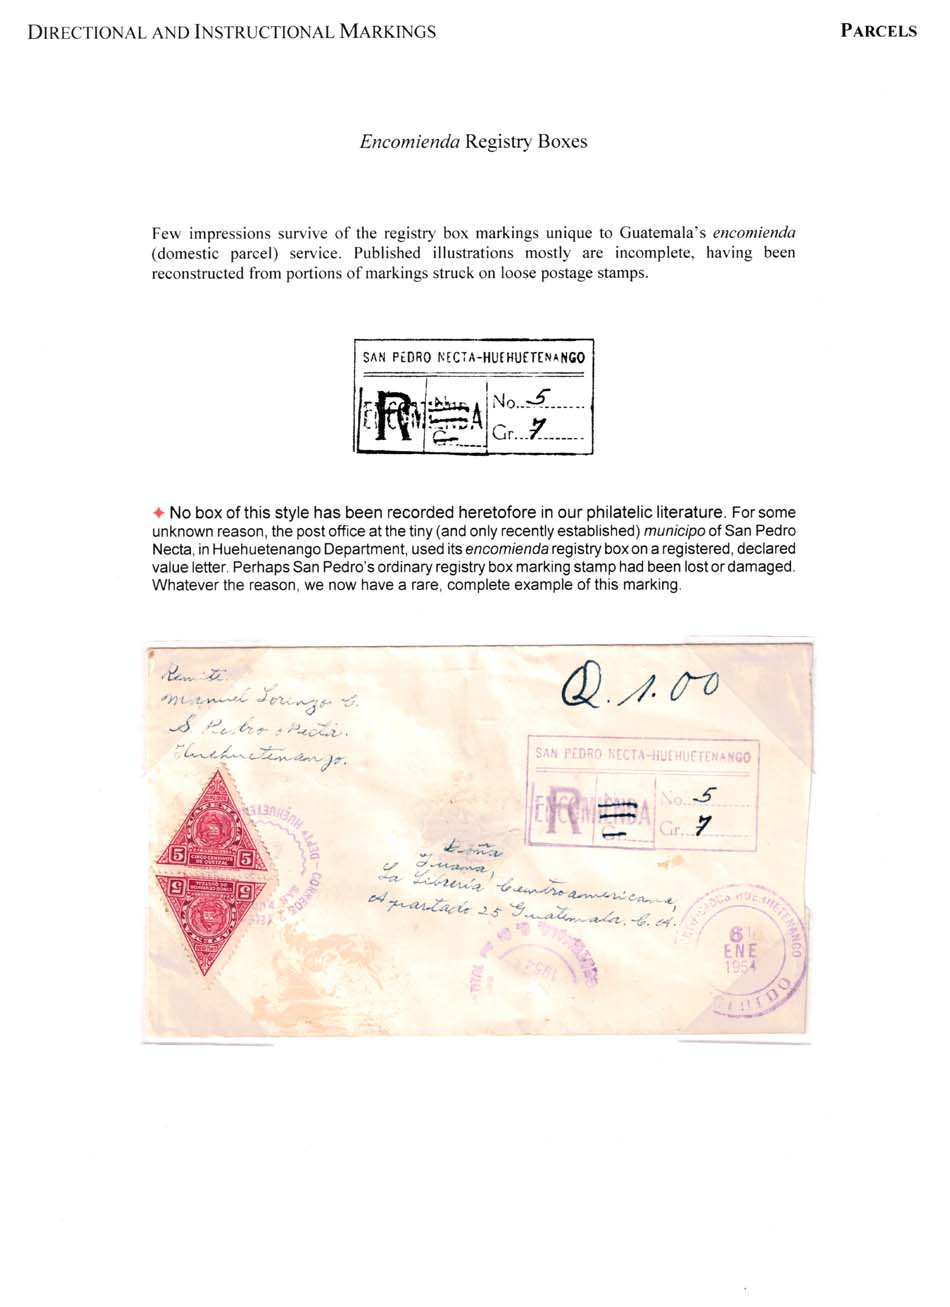 DIRECTIONAL AND INSTRUCTIONAL MARKINGS
PARCELS
Encomienda Registry Boxes
Few impressions survive of the registry box markings unique to Guatemala's encomienda
(domestic parcel) service. Published illustrations mostly are incomplete, having been
reconstructed from portions of markings struck on loose postage stamps.
SAN PEDRO NECTA-HUEHUETENANGO
R ENCOMIENDA
No. 5
Gr. 7
No box of this style has been recorded heretofore in our philatelic literature. For some
unknown reason, the post office at the tiny (and only recently established) municipo of San Pedro
Necta, in Huehuetenango Department, used its encomienda registry box on a registered, declared
value letter. Perhaps San Pedro's ordinary registry box marking stamp had been lost or damaged.
Whatever the reason, we now have a rare, complete example of this marking.
Remite:
Manuel Lorenzo C.
S. Pedro Necta.
Huehuetenango.
Q. 1.00
SAN PEDRO NECTA-HUEHUETENANGO
R ENCOMIENDA
No. 5
Gr. 7
5 5
CINCO CENTAVOS
DE QUETZAL
5 5
CINCO CENTAVOS
DE QUETZAL
CORREOS DEPTO HUEHUETEN
Doña
Juana,
La Librería Centroamericana,
Apartado 25 Guatemala. C. A.
1954
HUEHUETENANGO
6
ENE
1954